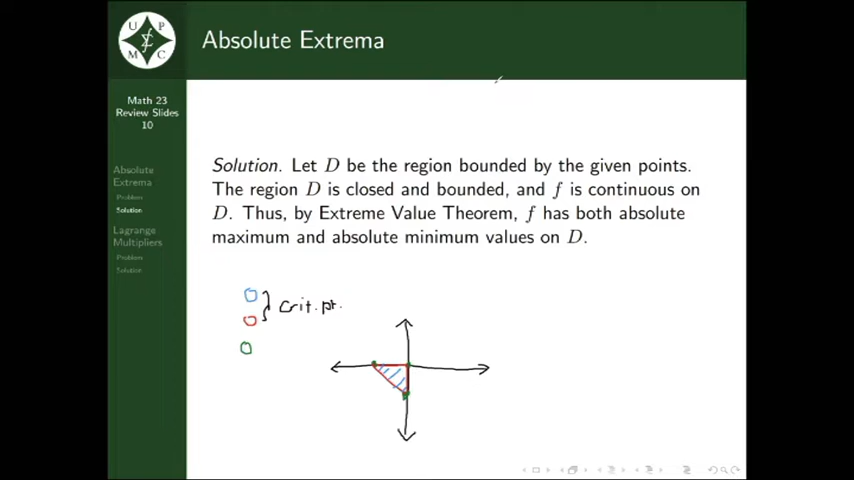 U P
M C
Absolute Extrema
Math 23
Review Slides
10
Absolute
Extrema
Problem
Solution
Lagrange
Multipliers
Problem
Solution
Solution. Let D be the region bounded by the given points.
The region D is closed and bounded, and f is continuous on
D. Thus, by Extreme Value Theorem, f has both absolute
maximum and absolute minimum values on D.
Crit. pt.